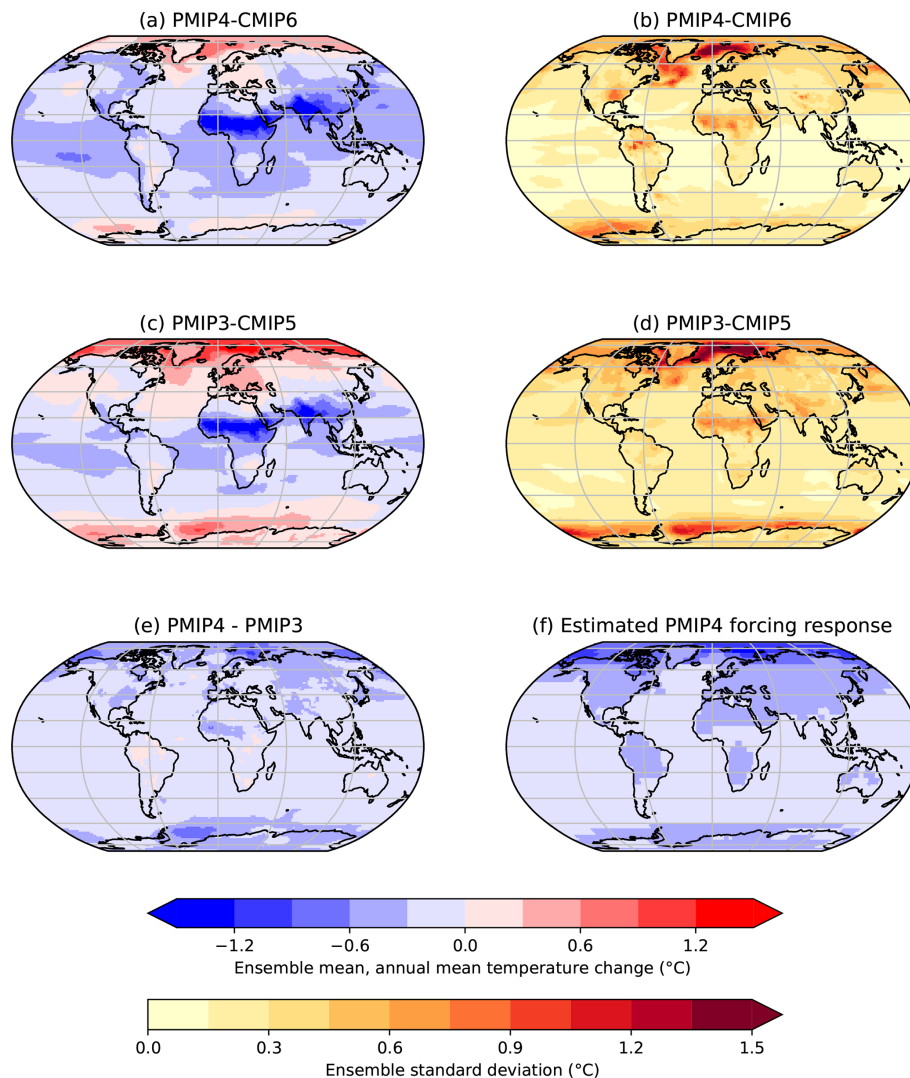 (a) PMIP4-CMIP6
(b) PMIP4-CMIP6
(c) PMIP3-CMIP5
(d) PMIP3-CMIP5
(e) PMIP4 - PMIP3
(f) Estimated PMIP4 forcing response
−1.2 −0.6 0.0 0.6 1.2
Ensemble mean, annual mean temperature change (°C)
0.0 0.3 0.6 0.9 1.2 1.5
Ensemble standard deviation (°C)